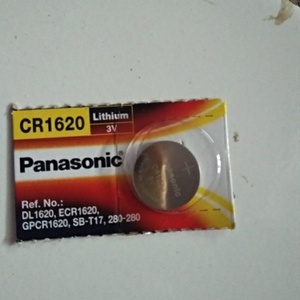 CR1620
Lithium
3V
Panasonic
Ref. No.:
DL1620, ECR1620,
GPCR1620, SB-T17, 280-280